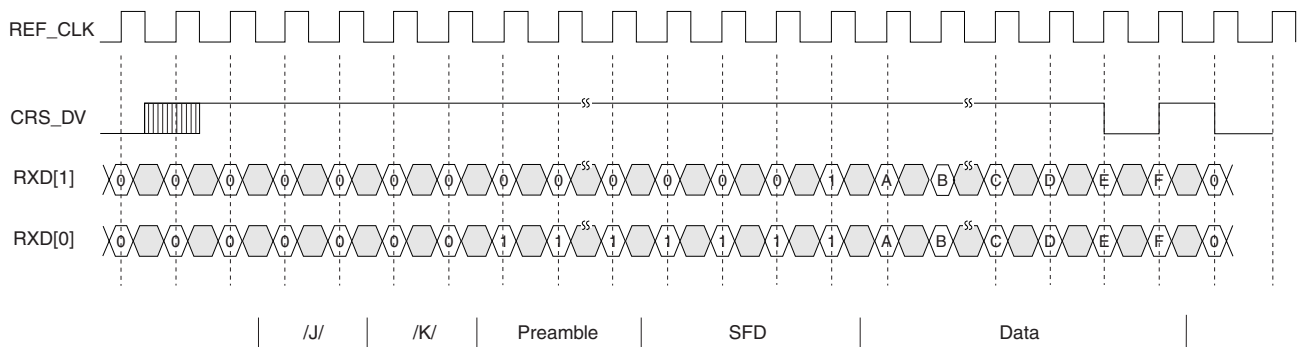 REF_CLK
CRS_DV
RXD[1] 0 0 0 0 0 0 0 0 0 0 0 0 0 1 A B C D E F 0
RXD[0] 0 0 0 0 0 0 0 1 1 1 1 1 1 1 A B C D E F 0
/J/ /K/ Preamble SFD Data